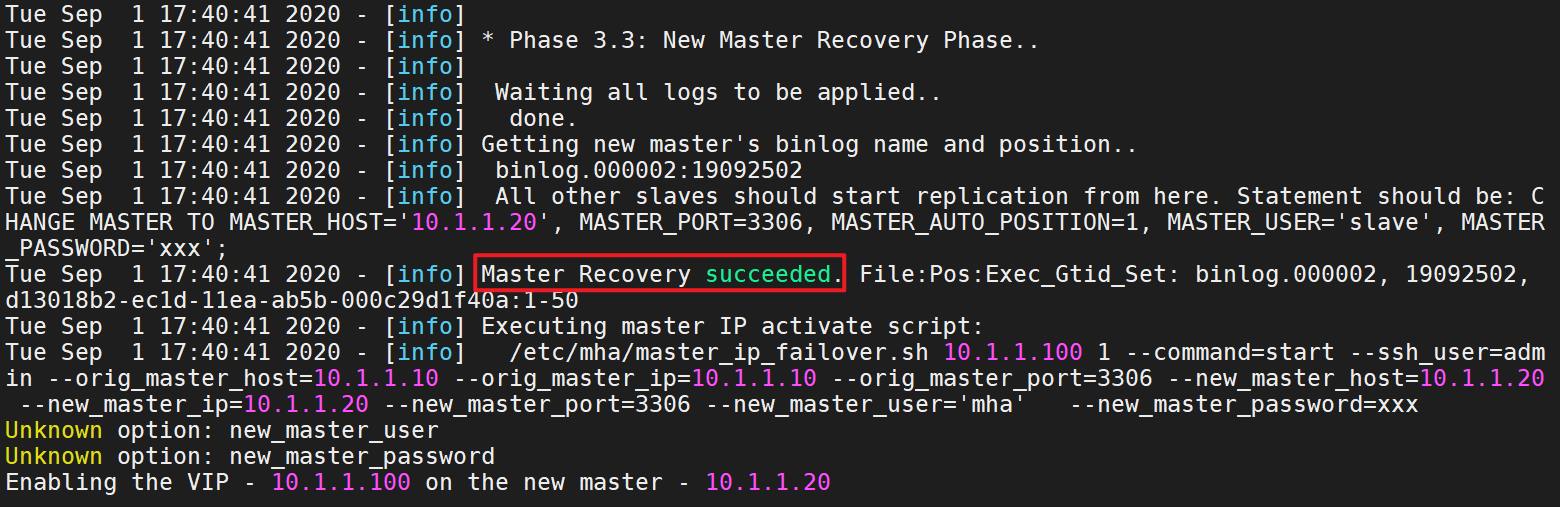 Tue Sep  1 17:40:41 2020 - [info]
Tue Sep  1 17:40:41 2020 - [info] * Phase 3.3: New Master Recovery Phase..
Tue Sep  1 17:40:41 2020 - [info]
Tue Sep  1 17:40:41 2020 - [info]  Waiting all logs to be applied..
Tue Sep  1 17:40:41 2020 - [info]   done.
Tue Sep  1 17:40:41 2020 - [info] Getting new master's binlog name and position..
Tue Sep  1 17:40:41 2020 - [info]  binlog.000002:19092502
Tue Sep  1 17:40:41 2020 - [info]  All other slaves should start replication from here. Statement should be: C
HANGE MASTER TO MASTER_HOST='10.1.1.20', MASTER_PORT=3306, MASTER_AUTO_POSITION=1, MASTER_USER='slave', MASTER
_PASSWORD='xxx';
Tue Sep  1 17:40:41 2020 - [info] Master Recovery succeeded. File:Pos:Exec_Gtid_Set: binlog.000002, 19092502,
d13018b2-ec1d-11ea-ab5b-000c29d1f40a:1-50
Tue Sep  1 17:40:41 2020 - [info] Executing master IP activate script:
Tue Sep  1 17:40:41 2020 - [info]   /etc/mha/master_ip_failover.sh 10.1.1.100 1 --command=start --ssh_user=adm
in --orig_master_host=10.1.1.10 --orig_master_ip=10.1.1.10 --orig_master_port=3306 --new_master_host=10.1.1.20
 --new_master_ip=10.1.1.20 --new_master_port=3306 --new_master_user='mha'   --new_master_password=xxx
Unknown option: new_master_user
Unknown option: new_master_password
Enabling the VIP - 10.1.1.100 on the new master - 10.1.1.20